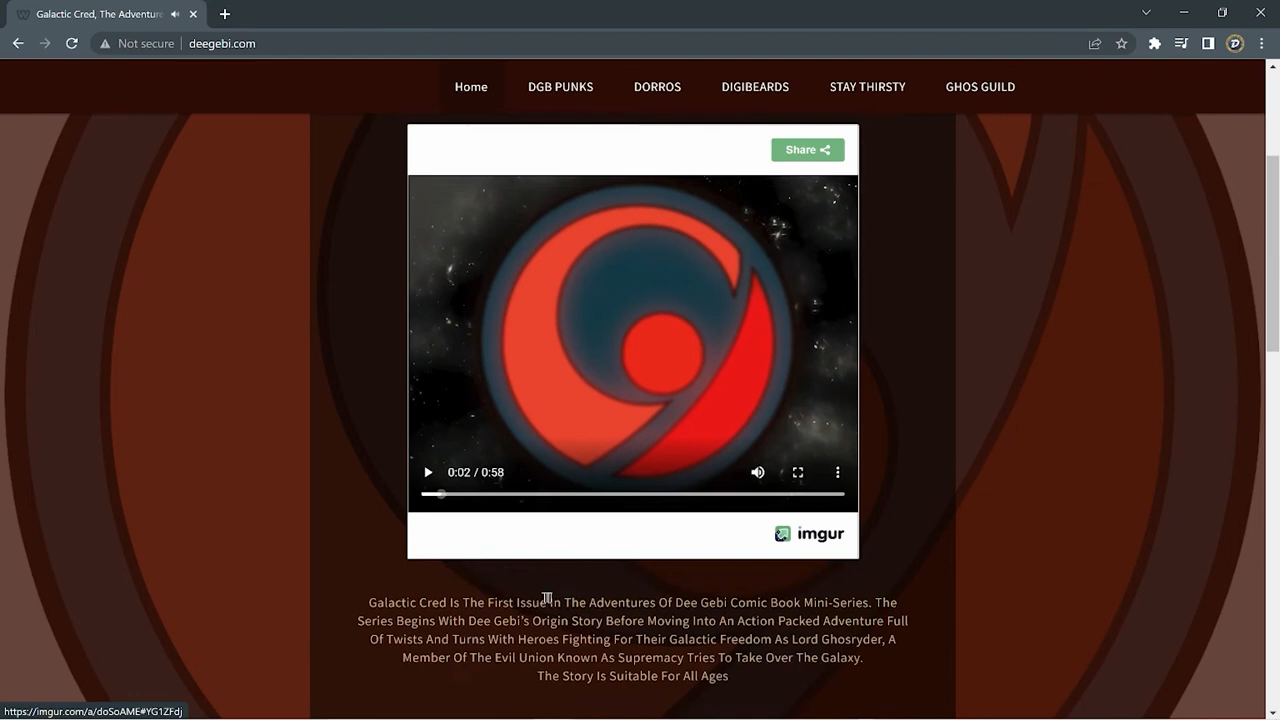 Galactic Cred, The Adventure
Not secure
deegebi.com
Home
DGB PUNKS
DORROS
DIGIBEARDS
STAY THIRSTY
GHOS GUILD
Share
0:02 / 0:58
imgur
Galactic Cred Is The First Issue In The Adventures Of Dee Gebi Comic Book Mini-Series. The
Series Begins With Dee Gebi's Origin Story Before Moving Into An Action Packed Adventure Full
Of Twists And Turns With Heroes Fighting For Their Galactic Freedom As Lord Ghosryder, A
Member Of The Evil Union Known As Supremacy Tries To Take Over The Galaxy.
The Story Is Suitable For All Ages
https://imgur.com/a/doSoAME#YG1ZFdj